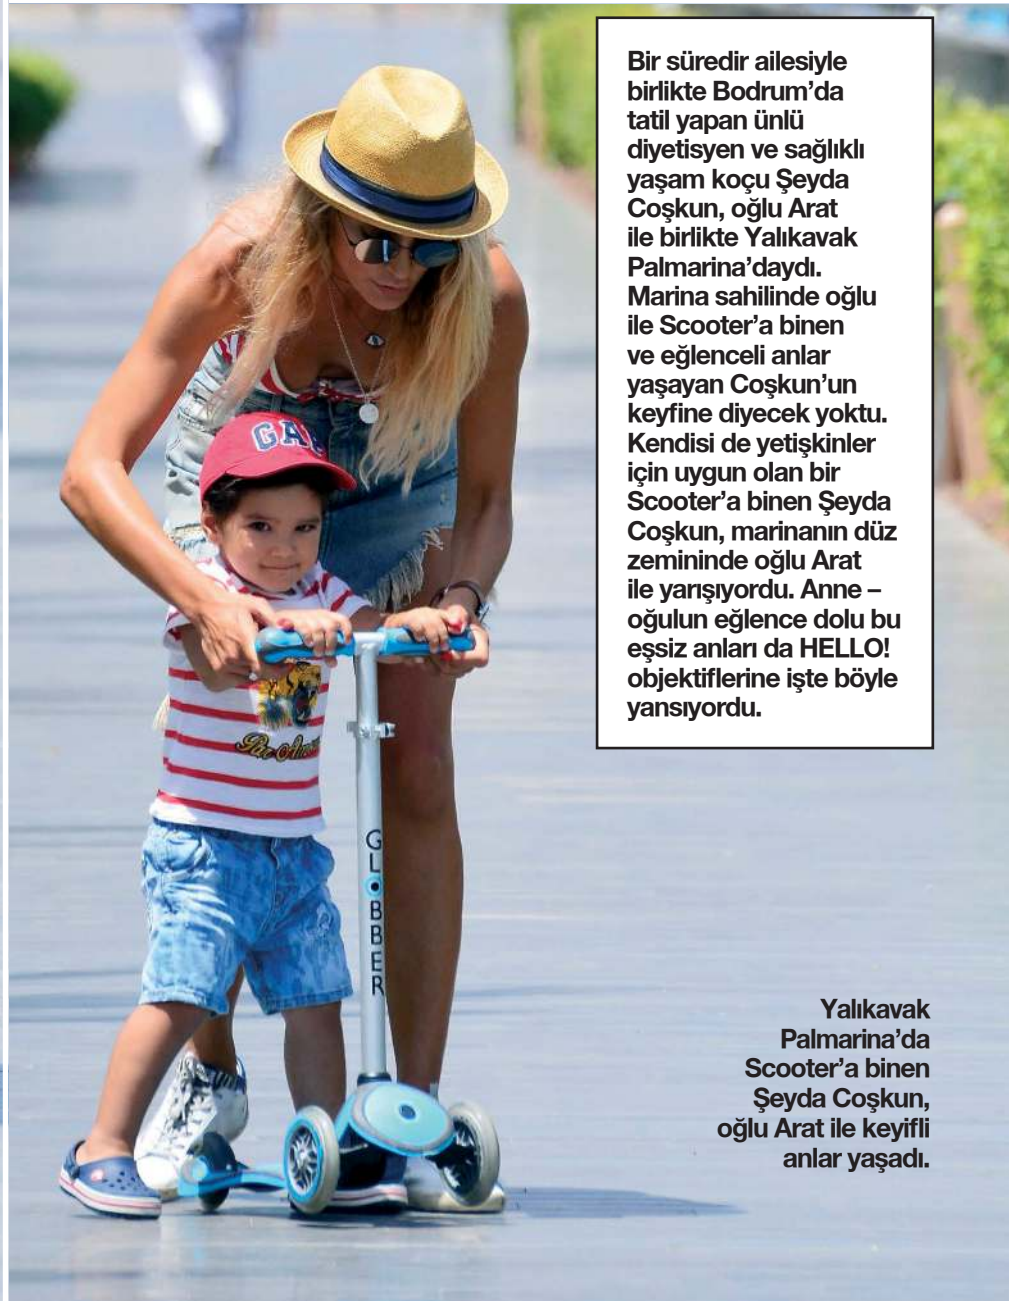 Bir süredir ailesiyle
birlikte Bodrum’da
tatil yapan ünlü
diyetisyen ve sağlıklı
yaşam koçu Şeyda
Coşkun, oğlu Arat
ile birlikte Yalıkavak
Palmarina’daydı.
Marina sahilinde oğlu
ile Scooter’a binen
ve eğlenceli anlar
yaşayan Coşkun’un
keyfine diyecek yoktu.
Kendisi de yetişkinler
için uygun olan bir
Scooter’a binen Şeyda
Coşkun, marinanın düz
zemininde oğlu Arat
ile yarışıyordu. Anne –
oğulun eğlence dolu bu
eşsiz anları da HELLO!
objektiflerine işte böyle
yansıyordu.
GLOBBER
Yalıkavak
Palmarina’da
Scooter’a binen
Şeyda Coşkun,
oğlu Arat ile keyifli
anlar yaşadı.